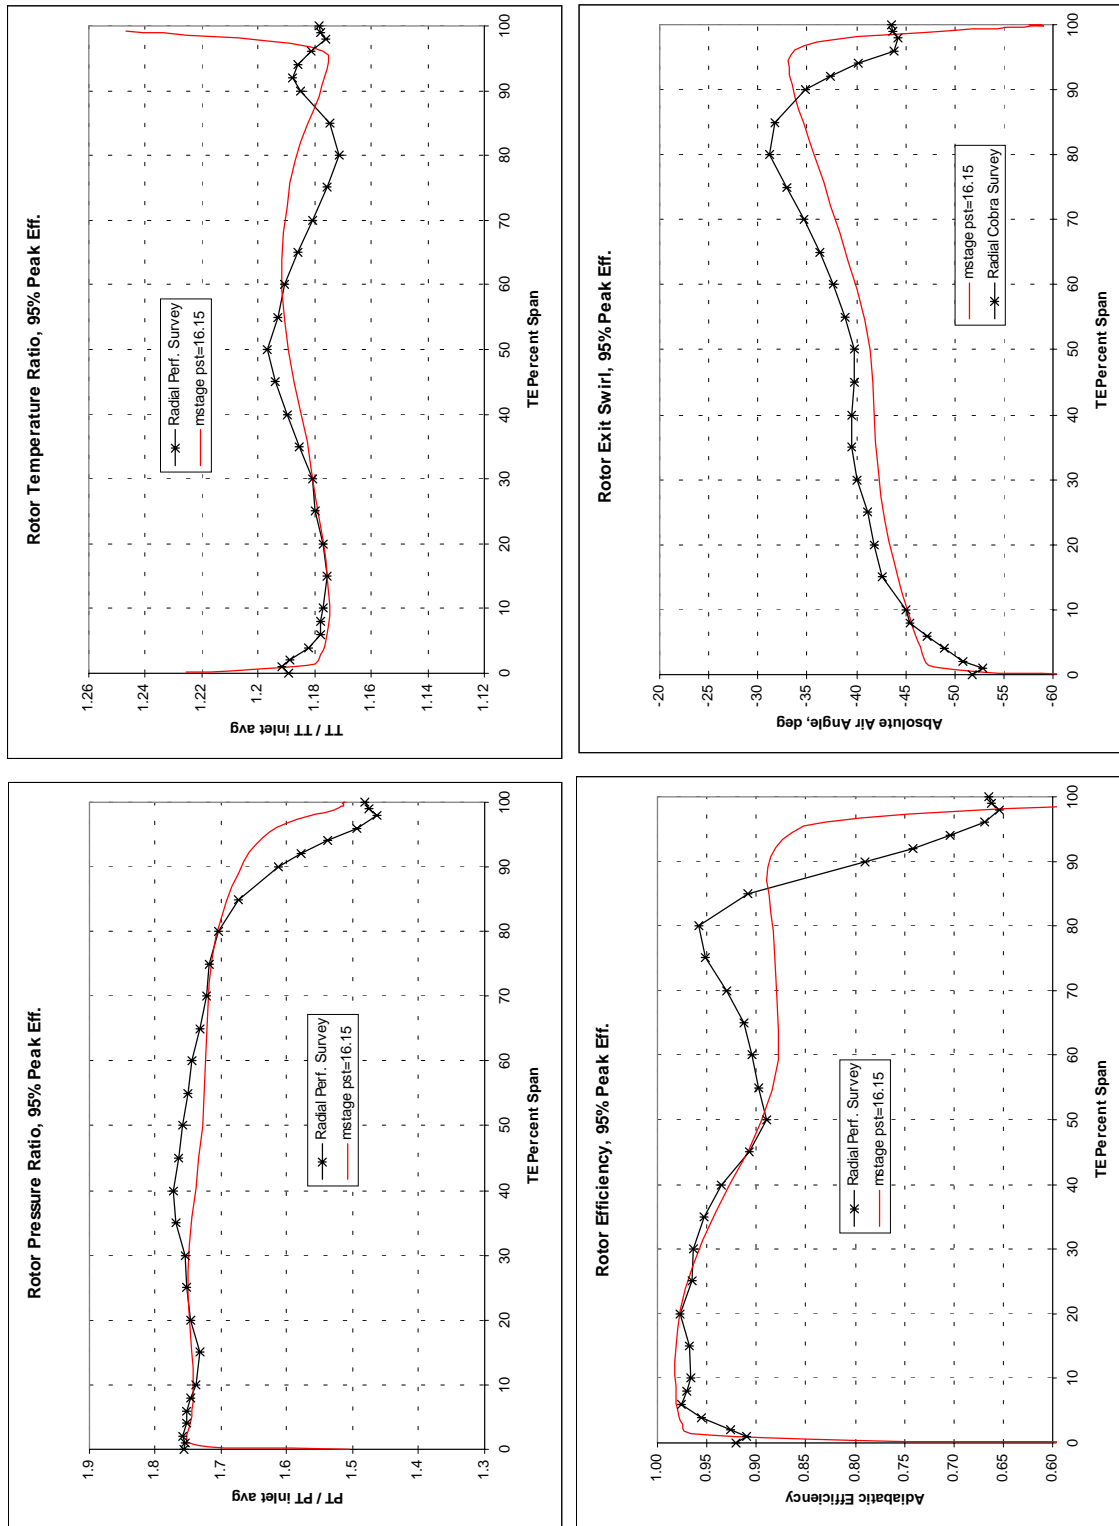 Rotor Pressure Ratio, 95% Peak Eff.
1.9
1.8
1.7
1.6
1.5
1.4
1.3
PT / PT inlet avg
Radial Perf. Survey
mstage pst=16.15
0 10 20 30 40 50 60 70 80 90 100
TE Percent Span
Rotor Temperature Ratio, 95% Peak Eff.
1.26
1.24
1.22
1.2
1.18
1.16
1.14
1.12
TT / TT inlet avg
Radial Perf. Survey
mstage pst=16.15
0 10 20 30 40 50 60 70 80 90 100
TE Percent Span
Rotor Efficiency, 95% Peak Eff.
1.00
0.95
0.90
0.85
0.80
0.75
0.70
0.65
0.60
Adiabatic Efficiency
Radial Perf. Survey
mstage pst=16.15
0 10 20 30 40 50 60 70 80 90 100
TE Percent Span
Rotor Exit Swirl, 95% Peak Eff.
-20
-25
-30
-35
-40
-45
-50
-55
-60
Absolute Air Angle, deg
mstage pst=16.15
Radial Cobra Survey
0 10 20 30 40 50 60 70 80 90 100
TE Percent Span